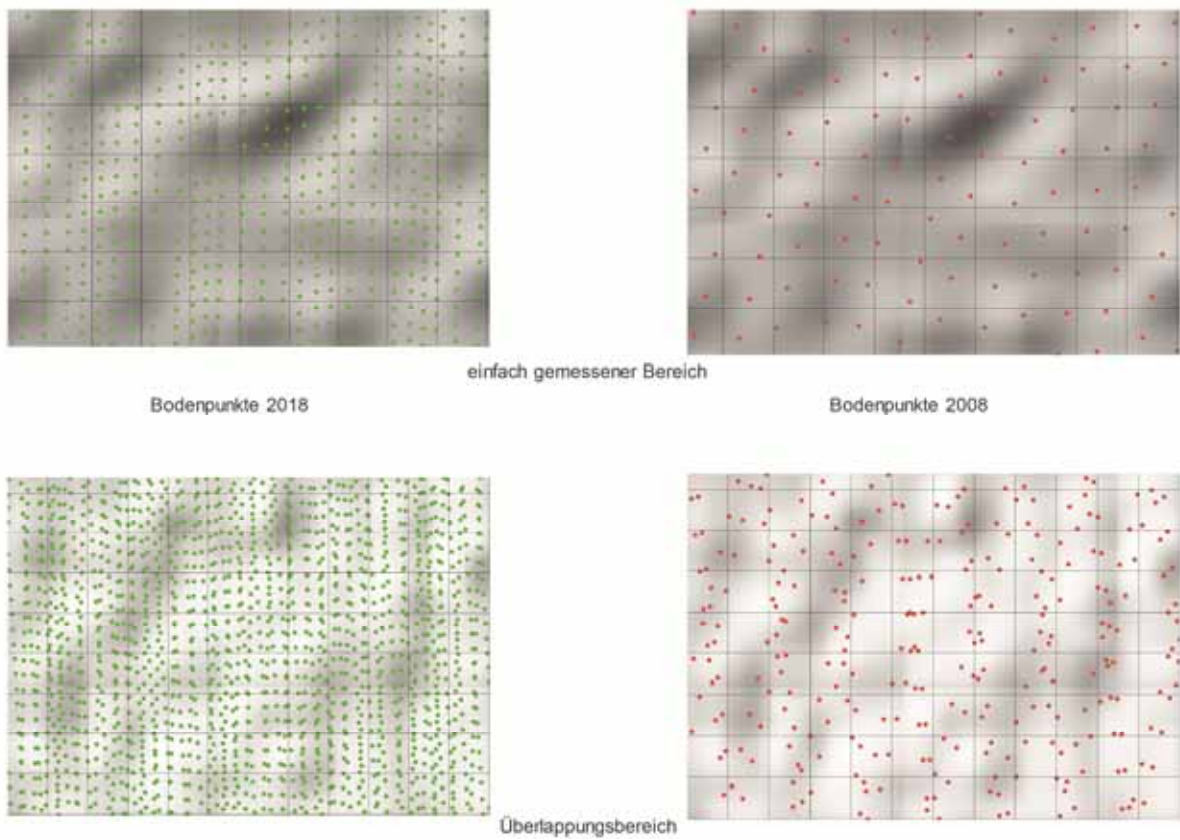 einfach gemessener Bereich
Bodenpunkte 2018
Bodenpunkte 2008
Überlappungsbereich